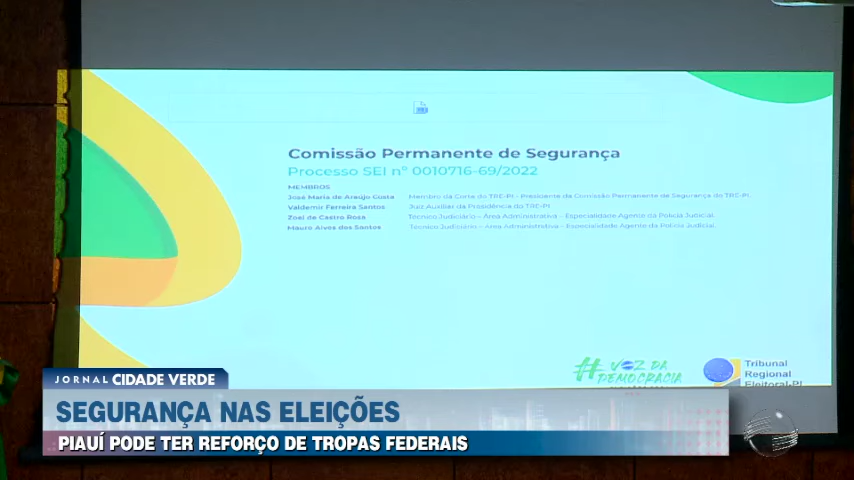 Comissão Permanente de Segurança
Processo SEI nº 0010716-69/2022
MEMBROS
José Maria de Araújo Costa Membro da Corte do TRE-PI - Presidente da Comissão Permanente de Segurança do TRE-PI.
Valdemir Ferreira Santos Juiz Auxiliar da Presidência do TRE-PI.
Zoel de Castro Rosa Técnico Judiciário – Área Administrativa – Especialidade Agente da Polícia Judicial.
Mauro Alves dos Santos Técnico Judiciário – Área Administrativa – Especialidade Agente da Polícia Judicial.
# VOZ DA
DEMOCRACIA
Tribunal
Regional
Eleitoral-PI
JORNAL CIDADE VERDE
SEGURANÇA NAS ELEIÇÕES
PIAUÍ PODE TER REFORÇO DE TROPAS FEDERAIS